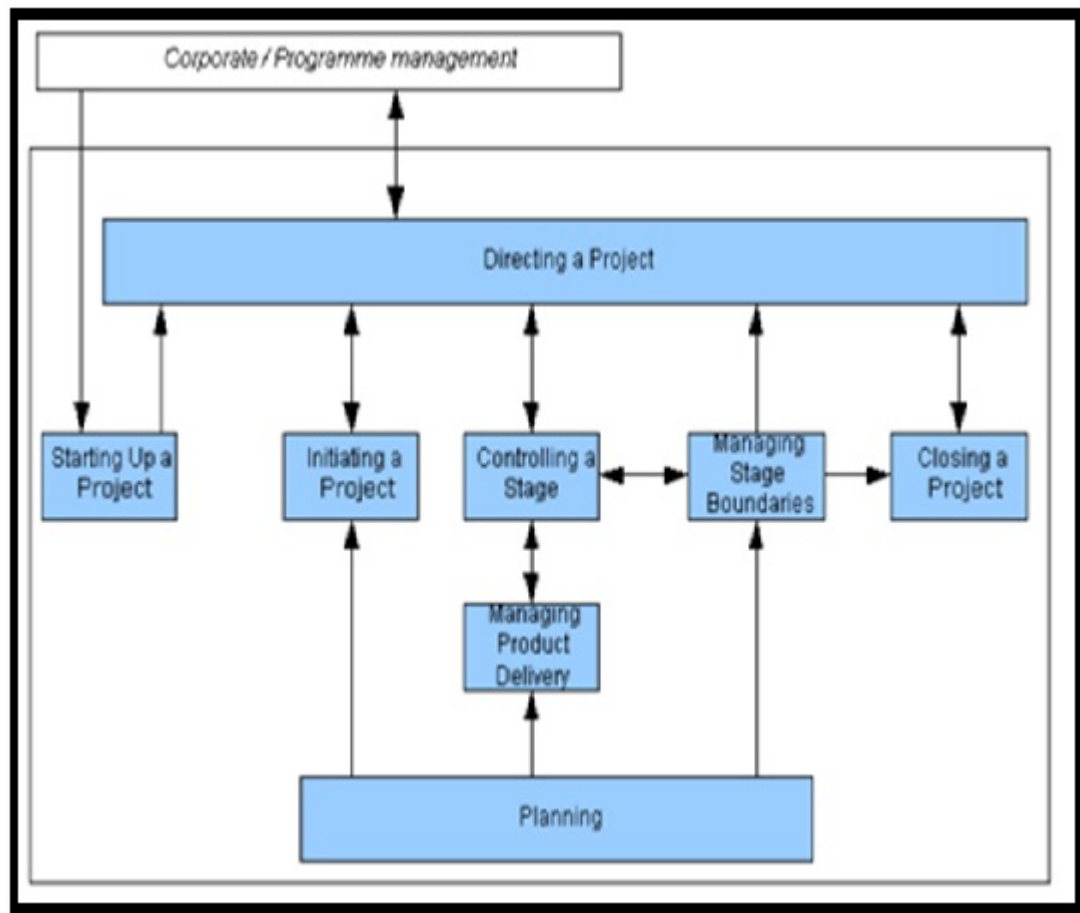 Corporate / Programme management
Directing a Project
Starting Up a
Project
Initiating a
Project
Controlling a
Stage
Managing
Stage
Boundaries
Closing a
Project
Managing
Product
Delivery
Planning